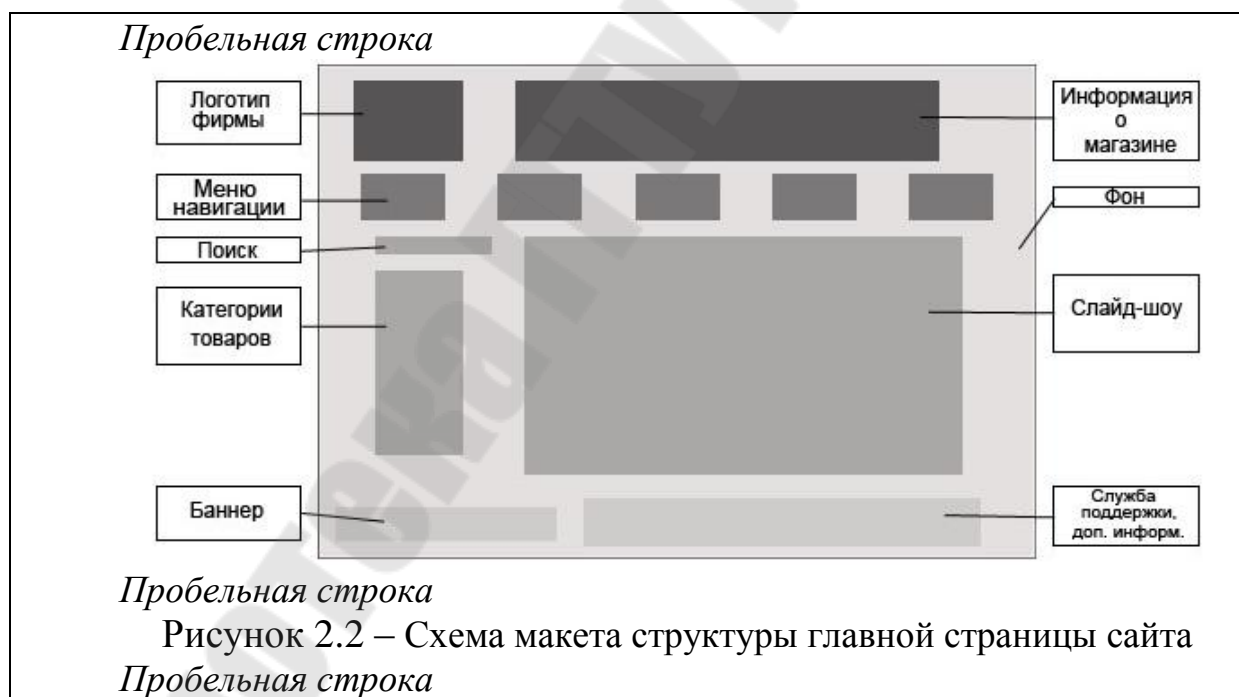 Пробельная строка
Логотип
фирмы
Информация
о
магазине
Меню
навигации
Фон
Поиск
Категории
товаров
Слайд-шоу
Баннер
Служба
поддержки,
доп. информ.
Пробельная строка
Рисунок 2.2 – Схема макета структуры главной страницы сайта
Пробельная строка